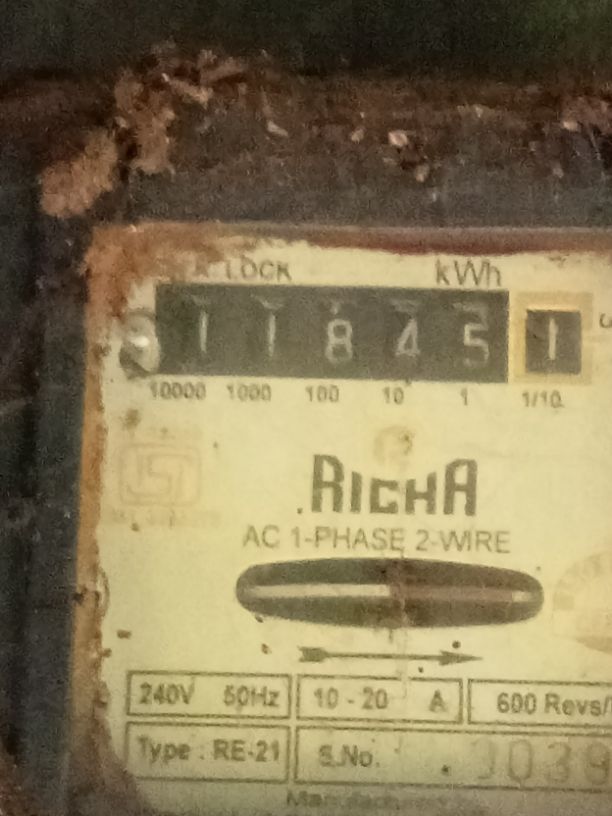 LOCK kWh
1 1 8 4 5 1
10000 1000 100 10 1 1/10
RICHA
AC 1-PHASE 2-WIRE
240V 50Hz 10 - 20 A 600 Revs/
Type : RE-21 S.No.